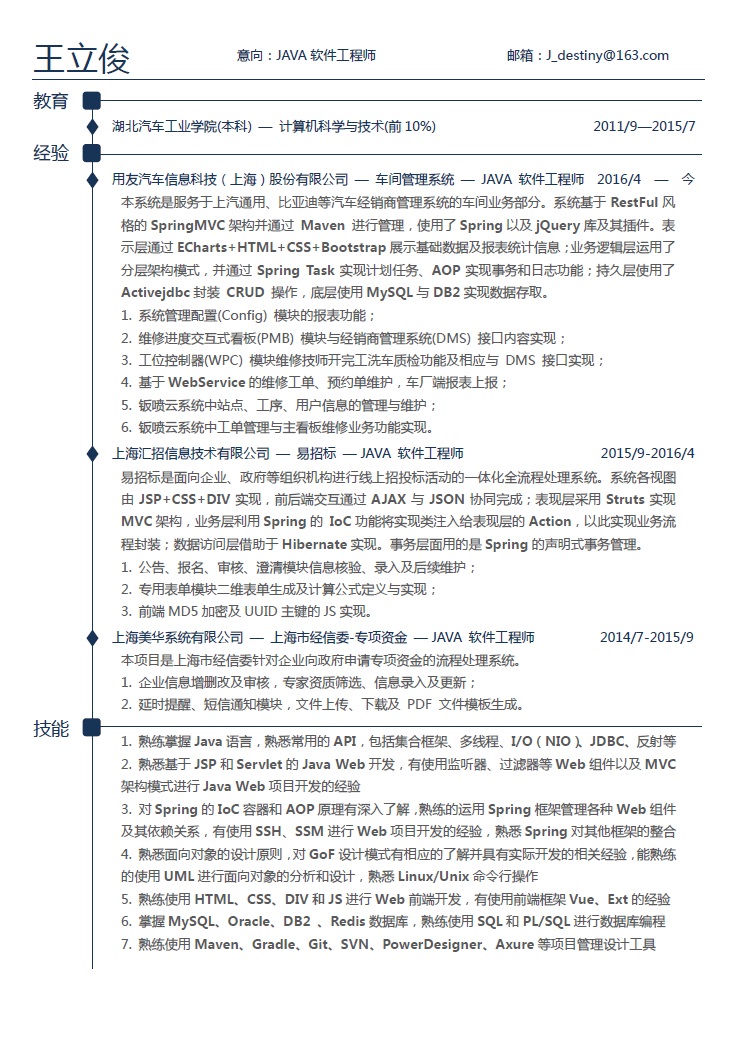 王立俊 意向：JAVA 软件工程师 邮箱：J_destiny@163.com
教育
湖北汽车工业学院(本科) — 计算机科学与技术(前 10%) 2011/9—2015/7
经验
用友汽车信息科技（上海）股份有限公司 — 车间管理系统 — JAVA 软件工程师 2016/4 — 今
本系统是服务于上汽通用、比亚迪等汽车经销商管理系统的车间业务部分。系统基于 RestFul 风
格的 SpringMVC 架构并通过 Maven 进行管理，使用了 Spring 以及 jQuery 库及其插件。表
示层通过 ECharts+HTML+CSS+Bootstrap 展示基础数据及报表统计信息；业务逻辑层运用了
分层架构模式，并通过 Spring Task 实现计划任务、AOP 实现事务和日志功能；持久层使用了
Activejdbc 封装 CRUD 操作，底层使用 MySQL 与 DB2 实现数据存取。
1. 系统管理配置(Config) 模块的报表功能；
2. 维修进度交互式看板(PMB) 模块与经销商管理系统(DMS) 接口内容实现；
3. 工位控制器(WPC) 模块维修技师开完工洗车质检功能及相应与 DMS 接口实现；
4. 基于 WebService 的维修工单、预约单维护，车厂端报表上报；
5. 钣喷云系统中站点、工序、用户信息的管理与维护；
6. 钣喷云系统中工单管理与主看板维修业务功能实现。
上海汇招信息技术有限公司 — 易招标 — JAVA 软件工程师 2015/9-2016/4
易招标是面向企业、政府等组织机构进行线上招投标活动的一体化全流程处理系统。系统各视图
由 JSP+CSS+DIV 实现，前后端交互通过 AJAX 与 JSON 协同完成；表现层采用 Struts 实现
MVC 架构，业务层利用 Spring 的 IoC 功能将实现类注入给表现层的 Action，以此实现业务流
程封装；数据访问层借助于 Hibernate 实现。事务层面用的是 Spring 的声明式事务管理。
1. 公告、报名、审核、澄清模块信息核验、录入及后续维护；
2. 专用表单模块二维表单生成及计算公式定义与实现；
3. 前端 MD5 加密及 UUID 主键的 JS 实现。
上海美华系统有限公司 — 上海市经信委-专项资金 — JAVA 软件工程师 2014/7-2015/9
本项目是上海市经信委针对企业向政府申请专项资金的流程处理系统。
1. 企业信息增删改及审核，专家资质筛选、信息录入及更新；
2. 延时提醒、短信通知模块，文件上传、下载及 PDF 文件模板生成。
技能
1. 熟练掌握 Java 语言，熟悉常用的 API，包括集合框架、多线程、I/O（NIO）、JDBC、反射等
2. 熟悉基于 JSP 和 Servlet 的 Java Web 开发，有使用监听器、过滤器等 Web 组件以及 MVC
架构模式进行 Java Web 项目开发的经验
3. 对 Spring 的 IoC 容器和 AOP 原理有深入了解，熟练的运用 Spring 框架管理各种 Web 组件
及其依赖关系，有使用 SSH、SSM 进行 Web 项目开发的经验，熟悉 Spring 对其他框架的整合
4. 熟悉面向对象的设计原则，对 GoF 设计模式有相应的了解并具有实际开发的相关经验，能熟练
的使用 UML 进行面向对象的分析和设计，熟悉 Linux/Unix 命令行操作
5. 熟练使用 HTML、CSS、DIV 和 JS 进行 Web 前端开发，有使用前端框架 Vue、Ext 的经验
6. 掌握 MySQL、Oracle、DB2 、Redis 数据库，熟练使用 SQL 和 PL/SQL 进行数据库编程
7. 熟练使用 Maven、Gradle、Git、SVN、PowerDesigner、Axure 等项目管理设计工具